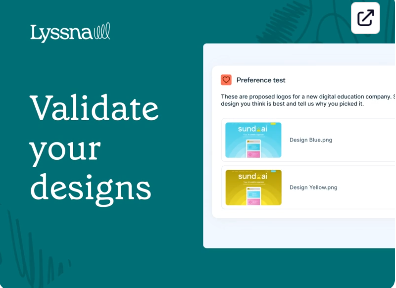 Lyssna
Validate
your
designs
Preference test
These are proposed logos for a new digital education company. S
design you think is best and tell us why you picked it.
sund.ai
Design Blue.png
sund.ai
Design Yellow.png